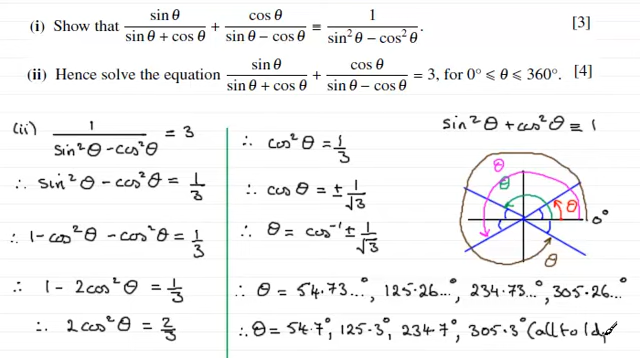 (i) Show that sinθ/(sinθ + cosθ) + cosθ/(sinθ − cosθ) ≡ 1/(sin²θ − cos²θ). [3]
(ii) Hence solve the equation sinθ/(sinθ + cosθ) + cosθ/(sinθ − cosθ) = 3, for 0° ⩽ θ ⩽ 360°. [4]
(ii) 1/(sin²θ − cos²θ) = 3
∴ sin²θ − cos²θ = 1/3
∴ 1 − cos²θ − cos²θ = 1/3
∴ 1 − 2cos²θ = 1/3
∴ 2cos²θ = 2/3
∴ cos²θ = 1/3
∴ cosθ = ± 1/√3
∴ θ = cos⁻¹ ± 1/√3
sin²θ + cos²θ ≡ 1
θ
θ
θ
0°
θ
∴ θ = 54.73...°, 125.26...°, 234.73...°, 305.26...°
∴ θ = 54.7°, 125.3°, 234.7°, 305.3° (all to 1 dp